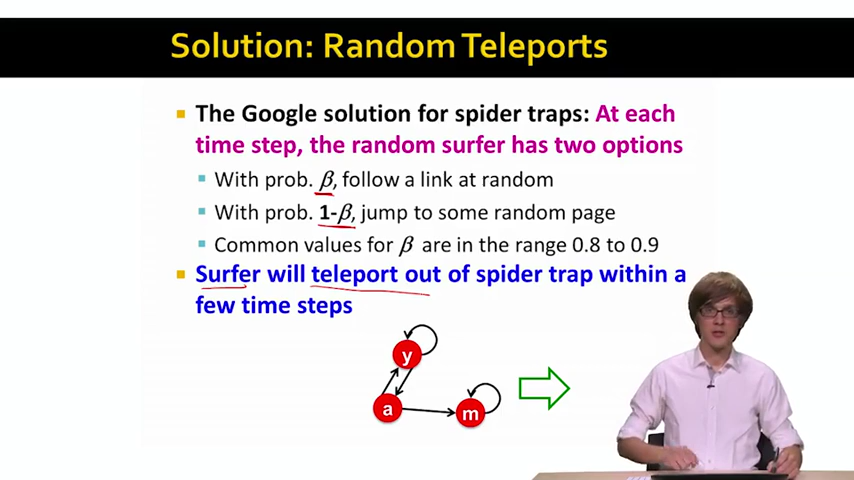 Solution: Random Teleports
The Google solution for spider traps: At each
time step, the random surfer has two options
With prob. β, follow a link at random
With prob. 1-β, jump to some random page
Common values for β are in the range 0.8 to 0.9
Surfer will teleport out of spider trap within a
few time steps
y
a
m